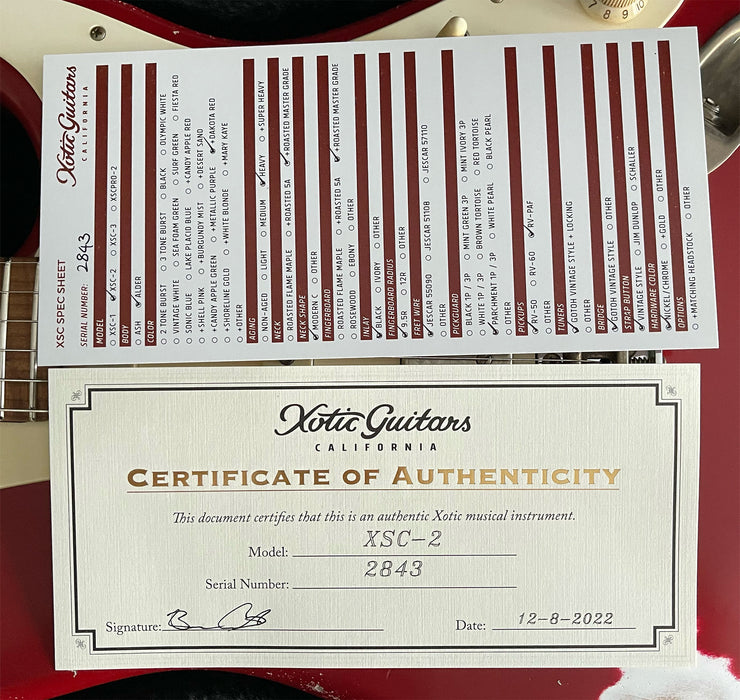 XSC SPEC SHEET Xotic Guitars
CALIFORNIA
SERIAL NUMBER: 2843
MODEL
XSC-1 ✓ XSC-2 XSC-3 XSCPRO-2
BODY
ASH ✓ ALDER
COLOR
2 TONE BURST 3 TONE BURST BLACK OLYMPIC WHITE
VINTAGE WHITE SEA FOAM GREEN SURF GREEN FIESTA RED
SONIC BLUE LAKE PLACID BLUE +CANDY APPLE RED
+SHELL PINK +BURGUNDY MIST +DESERT SAND
+CANDY APPLE GREEN +METALLIC PURPLE ✓ +DAKOTA RED
+SHORELINE GOLD +WHITE BLONDE +MARY KAYE
+OTHER
AGING
NON-AGED LIGHT MEDIUM ✓ HEAVY +SUPER HEAVY
NECK
ROASTED FLAME MAPLE +ROASTED 5A ✓ +ROASTED MASTER GRADE
NECK SHAPE
✓ MODERN C OTHER
FINGERBOARD
ROASTED FLAME MAPLE +ROASTED 5A ✓ +ROASTED MASTER GRADE
ROSEWOOD EBONY OTHER
INLAY
✓ BLACK IVORY OTHER
FINGERBOARD RADIUS
✓ 9.5R 12R OTHER
FRET WIRE
✓ JESCAR 55090 JESCAR 51108 JESCAR 57110
OTHER
PICKGUARD
BLACK 1P / 3P MINT GREEN 3P MINT IVORY 3P
WHITE 1P / 3P BROWN TORTOISE RED TORTOISE
✓ PARCHMENT 1P / 3P WHITE PEARL BLACK PEARL
PICKUPS
✓ RV-50 RV-60 ✓ RV-PAF
OTHER
TUNERS
✓ GOTOH VINTAGE STYLE + LOCKING
OTHER
BRIDGE
✓ GOTOH VINTAGE STYLE OTHER
STRAP BUTTON
✓ VINTAGE STYLE JIM DUNLOP SCHALLER
HARDWARE COLOR
✓ NICKEL/CHROME +GOLD OTHER
OPTIONS
+MATCHING HEADSTOCK OTHER
8 9 10
Xotic Guitars
CALIFORNIA
CERTIFICATE OF AUTHENTICITY
This document certifies that this is an authentic Xotic musical instrument.
Model: XSC-2
Serial Number: 2843
Signature: Date: 12-8-2022